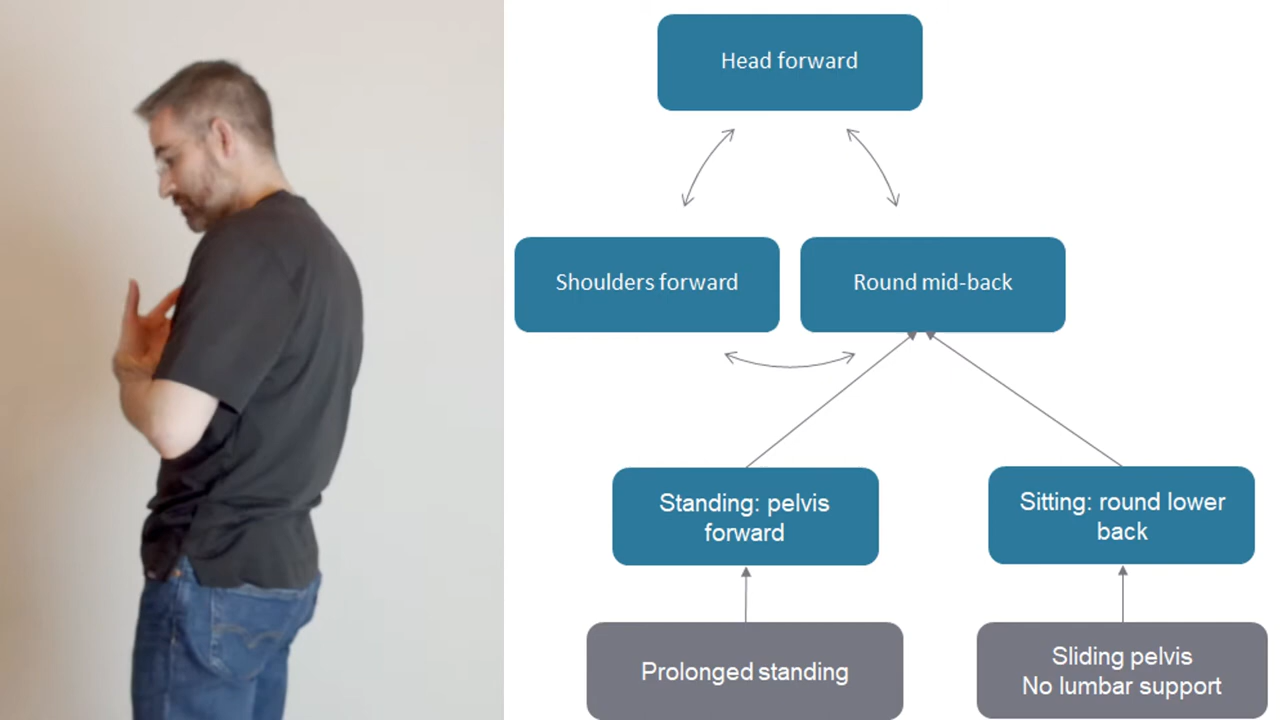 Head forward
Shoulders forward
Round mid-back
Standing: pelvis
forward
Sitting: round lower
back
Prolonged standing
Sliding pelvis
No lumbar support